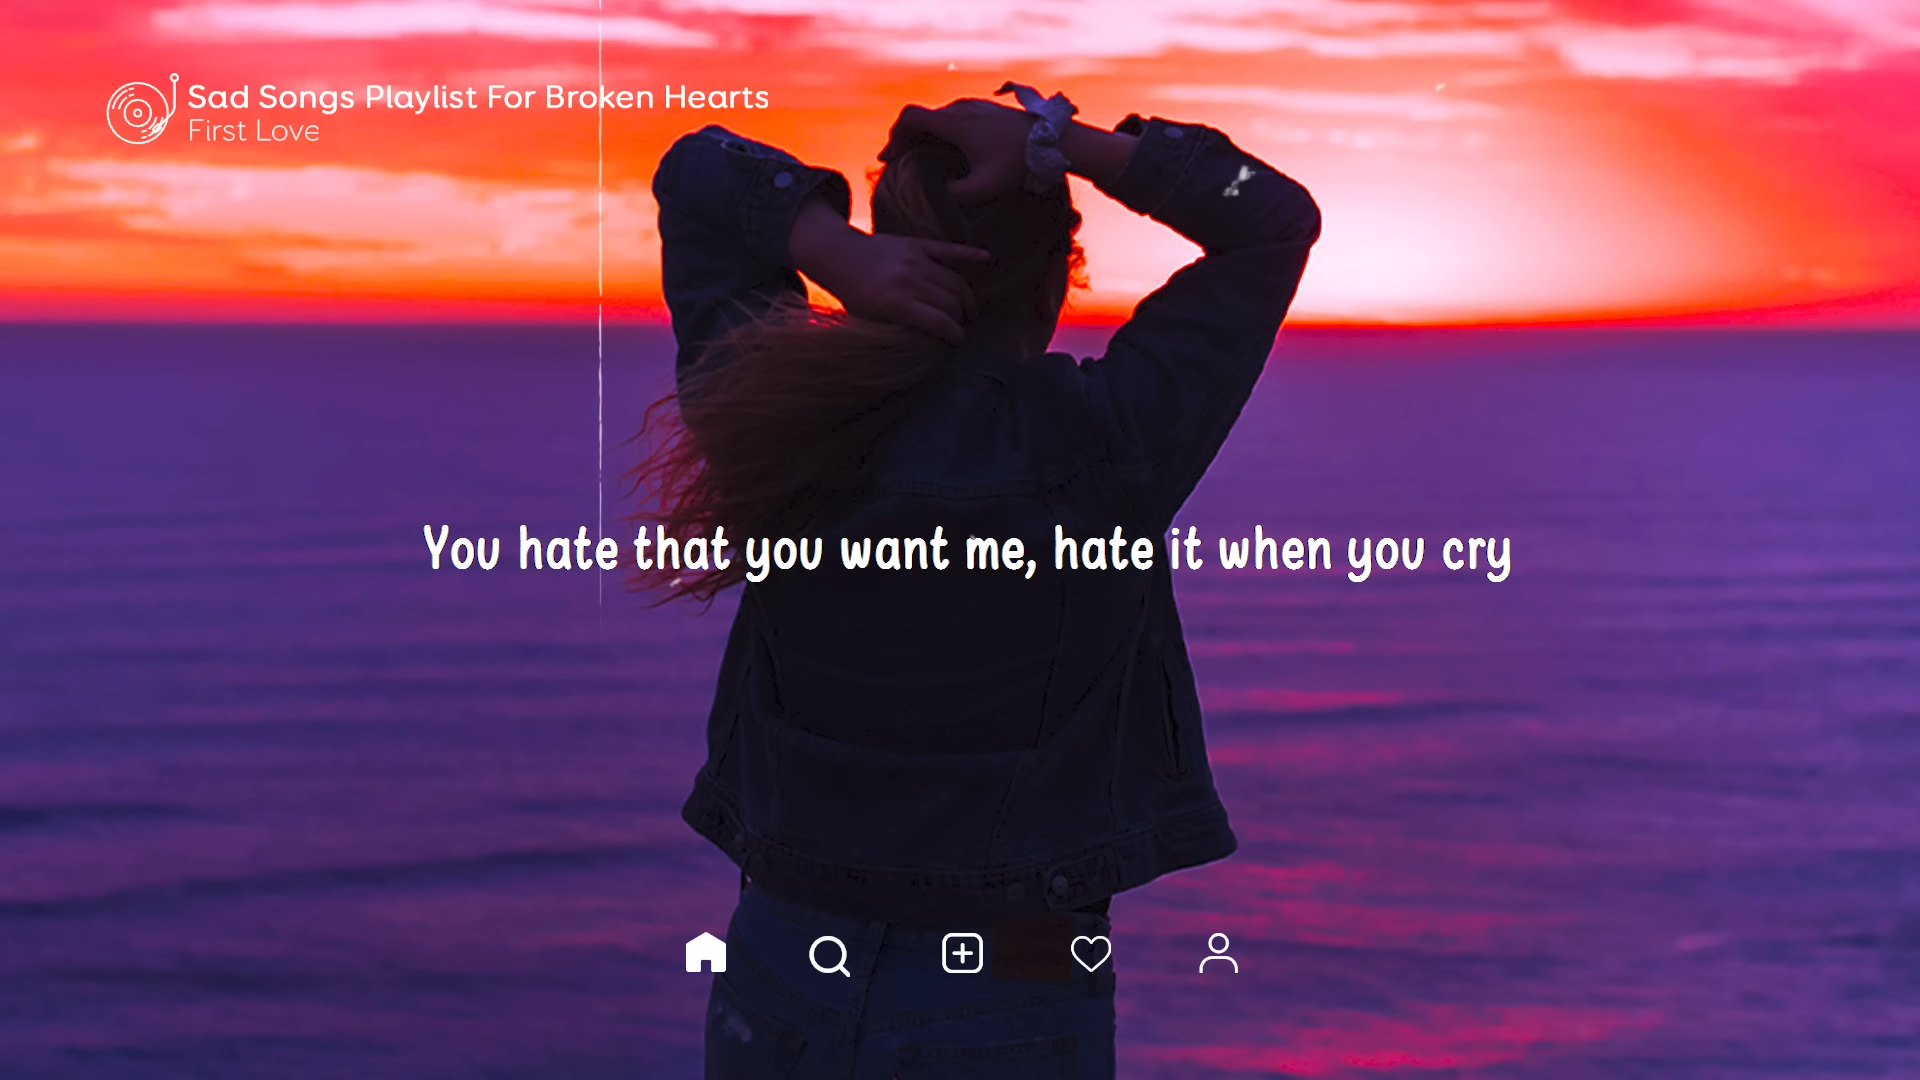 Sad Songs Playlist For Broken Hearts
First Love
You hate that you want me, hate it when you cry